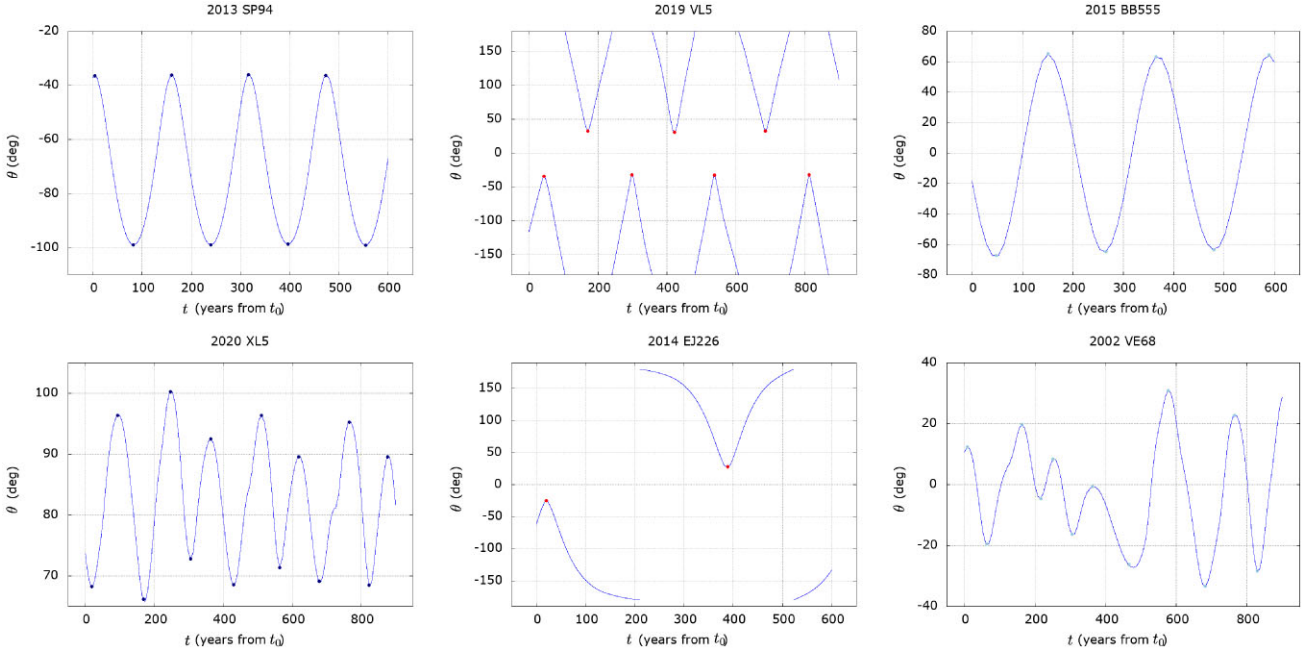 2013 SP94
-20
-40
-60
-80
-100
θ (deg)
0 100 200 300 400 500 600
t (years from t0)
2019 VL5
150
100
50
0
-50
-100
-150
θ (deg)
0 200 400 600 800
t (years from t0)
2015 BB555
80
60
40
20
0
-20
-40
-60
-80
θ (deg)
0 100 200 300 400 500 600
t (years from t0)
2020 XL5
100
90
80
70
θ (deg)
0 200 400 600 800
t (years from t0)
2014 EJ226
150
100
50
0
-50
-100
-150
θ (deg)
0 100 200 300 400 500 600
t (years from t0)
2002 VE68
40
20
0
-20
-40
θ (deg)
0 200 400 600 800
t (years from t0)